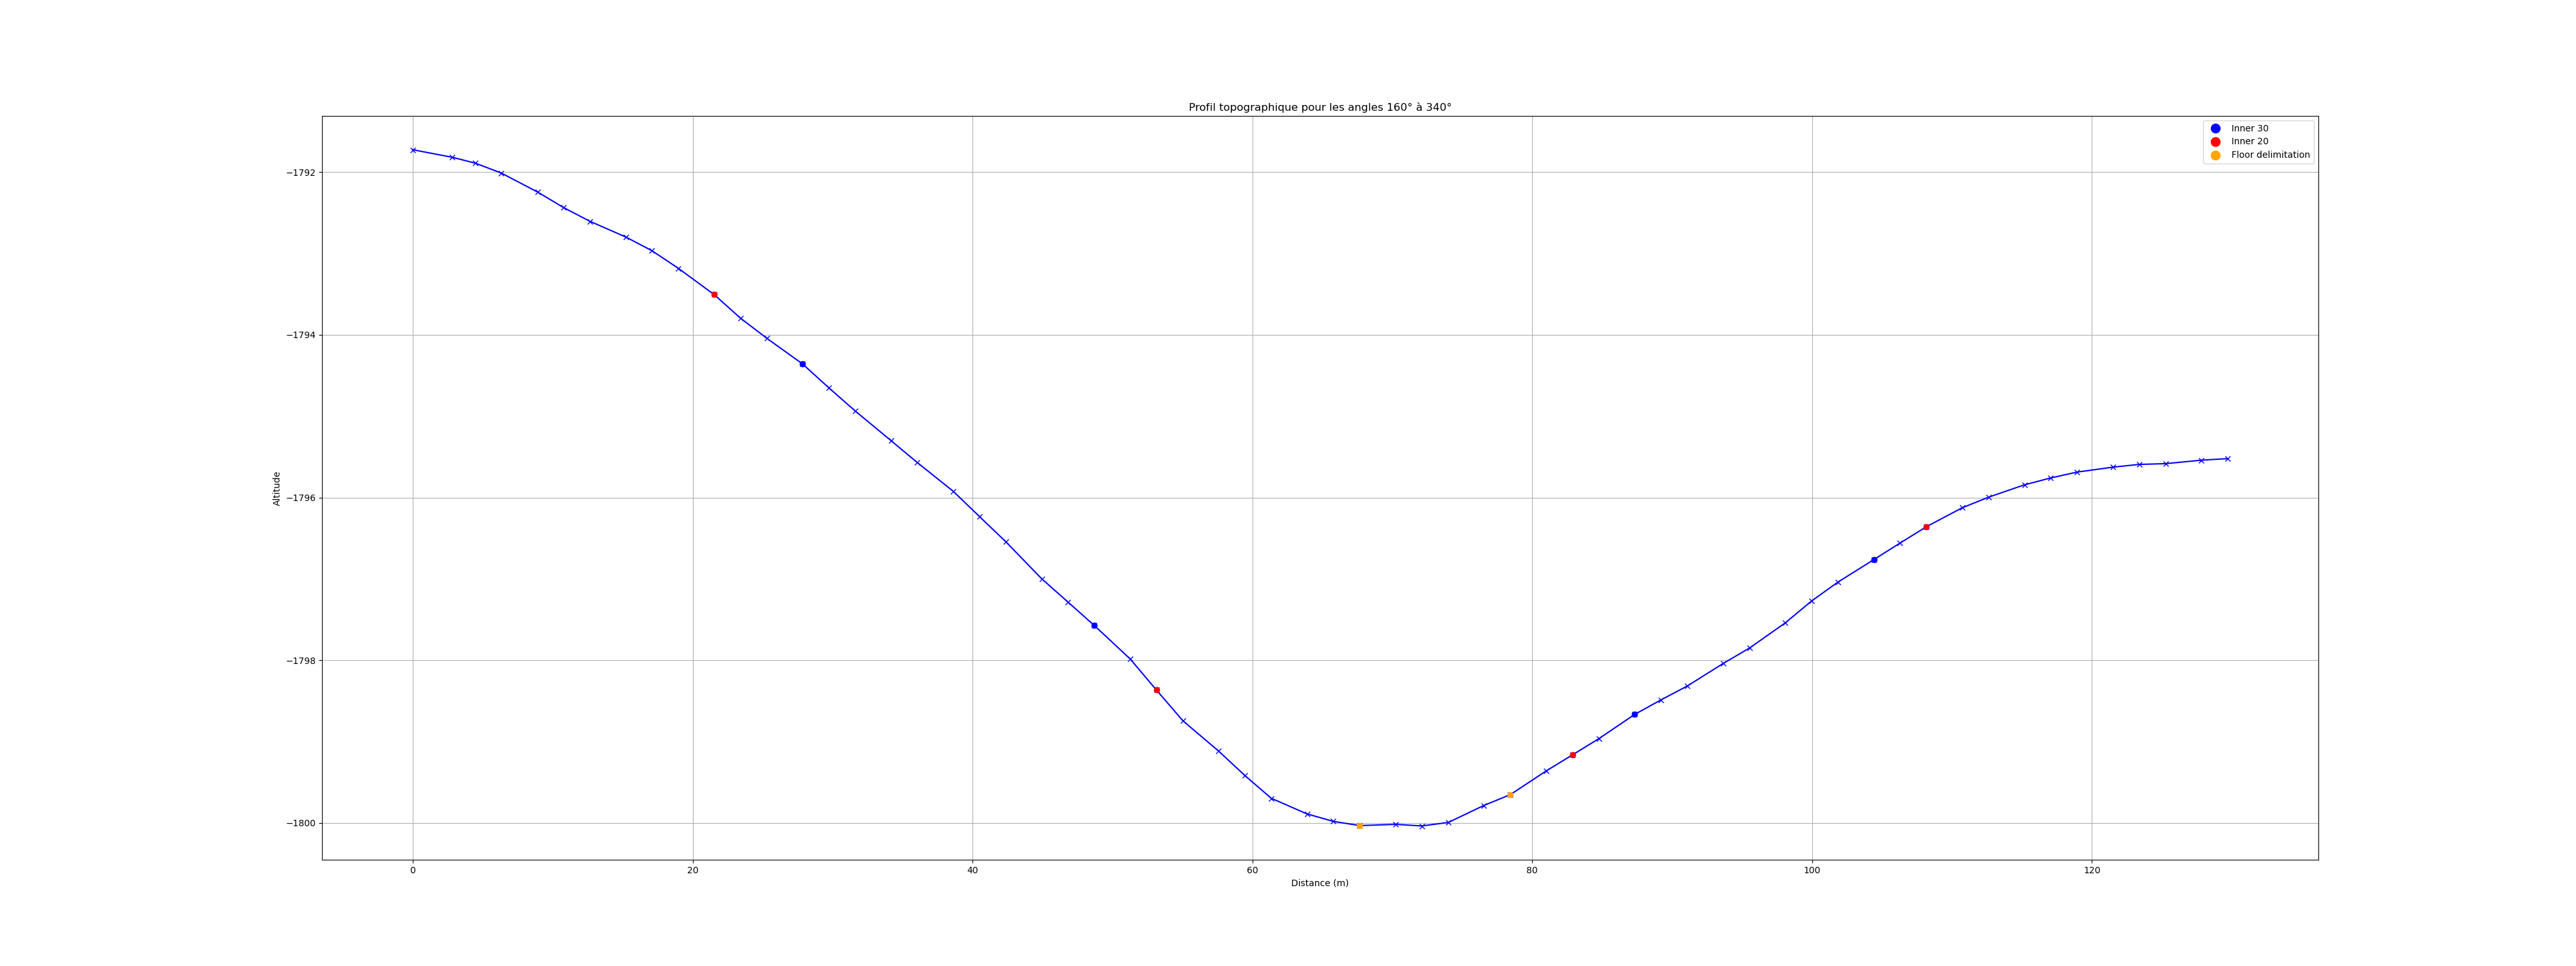 Profil topographique pour les angles 160° à 340°
Inner 30
Inner 20
Floor delimitation
Altitude
−1792
−1794
−1796
−1798
−1800
0 20 40 60 80 100 120
Distance (m)